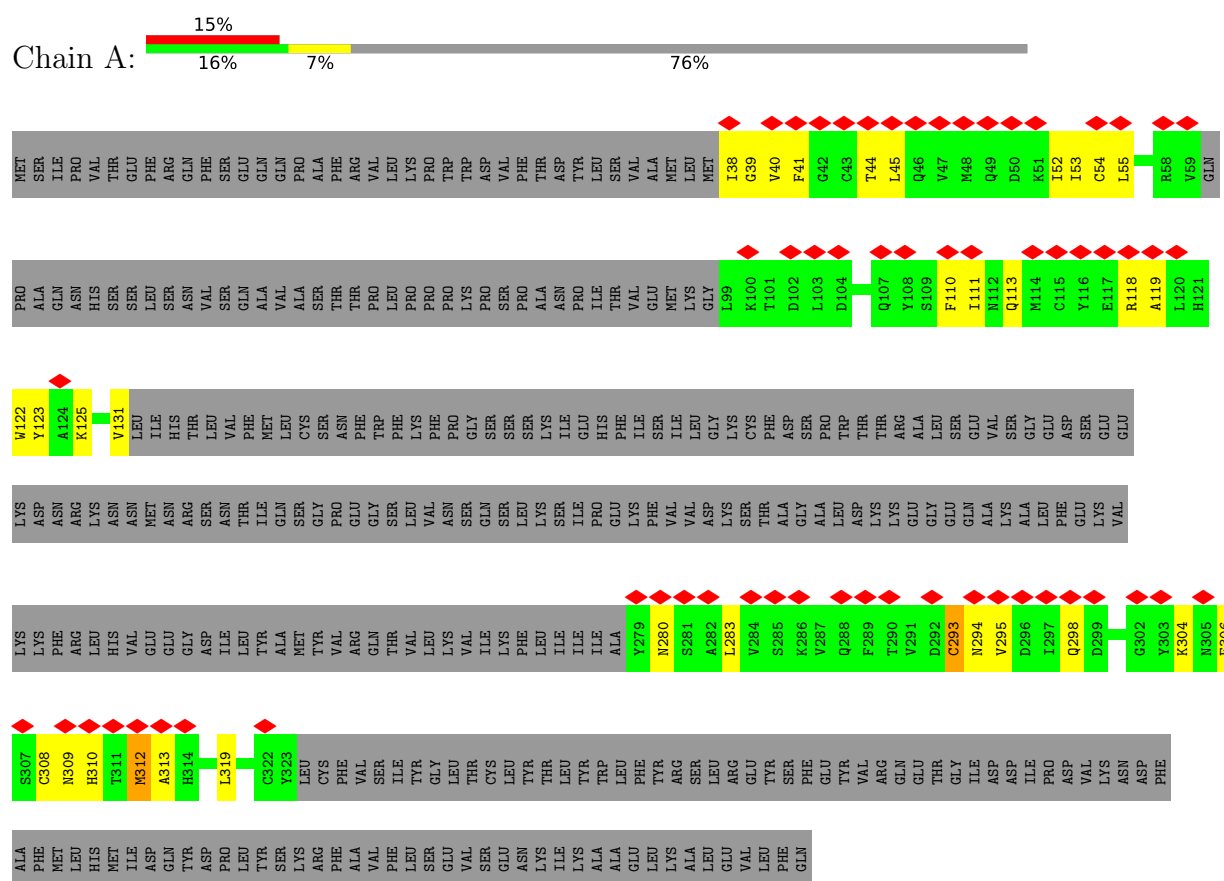 15%
Chain A:
16% 7% 76%
MET SER ILE PRO VAL THR GLU PHE ARG GLN PHE SER GLU GLN GLN PRO ALA PHE ARG VAL LEU LYS PRO TRP TRP ASP VAL PHE THR ASP TYR LEU SER VAL ALA MET LEU MET I38 G39 V40 F41 G42 C43 T44 L45 Q46 V47 M48 Q49 D50 K51 I52 I53 C54 L55 R58 V59 GLN
PRO ALA GLN ASN HIS SER SER LEU SER ASN VAL SER GLN ALA VAL ALA SER THR THR PRO LEU PRO PRO PRO LYS PRO SER PRO ALA ASN PRO ILE THR VAL GLU MET LYS GLY L99 K100 T101 D102 L103 D104 Q107 Y108 S109 F110 I111 N112 Q113 M114 C115 Y116 E117 R118 A119 L120 H121
W122 Y123 A124 K125 V131 LEU ILE HIS THR LEU VAL PHE MET LEU CYS SER ASN PHE TRP PHE LYS PHE PRO GLY SER SER SER LYS ILE GLU HIS PHE ILE SER ILE LEU GLY LYS CYS PHE ASP SER PRO TRP THR THR ARG ALA LEU SER GLU VAL SER GLY GLU ASP SER GLU GLU
LYS ASP ASN ARG LYS ASN ASN MET ASN ARG SER ASN THR ILE GLN SER GLY PRO GLU GLY SER LEU VAL ASN SER GLN SER LEU LYS SER ILE PRO GLU LYS PHE VAL VAL ASP LYS SER THR ALA GLY ALA LEU ASP LYS LYS GLU GLY GLU GLN ALA LYS ALA LEU PHE GLU LYS VAL
LYS LYS PHE ARG LEU HIS VAL GLU GLU GLY ASP ILE LEU TYR ALA MET TYR VAL ARG GLN THR VAL LEU LYS VAL ILE LYS PHE LEU ILE ILE ILE ALA Y279 N280 S281 A282 L283 V284 S285 K286 V287 Q288 F289 T290 V291 D292 C293 N294 V295 D296 I297 Q298 D299 G302 Y303 K304 N305
S307 C308 N309 H310 T311 M312 A313 H314 L319 C322 Y323 LEU CYS PHE VAL SER ILE TYR GLY LEU THR CYS LEU TYR THR LEU TYR TRP LEU PHE TYR ARG SER LEU ARG GLU TYR SER PHE GLU TYR VAL ARG GLN GLU THR GLY ILE ASP ASP ILE PRO ASP VAL LYS ASN ASP PHE
ALA PHE MET LEU HIS MET ILE ASP GLN TYR ASP PRO LEU TYR SER LYS ARG PHE ALA VAL PHE LEU SER GLU VAL SER GLU ASN LYS ILE LYS ALA ALA GLU LEU LYS ALA LEU GLU VAL LEU PHE GLN